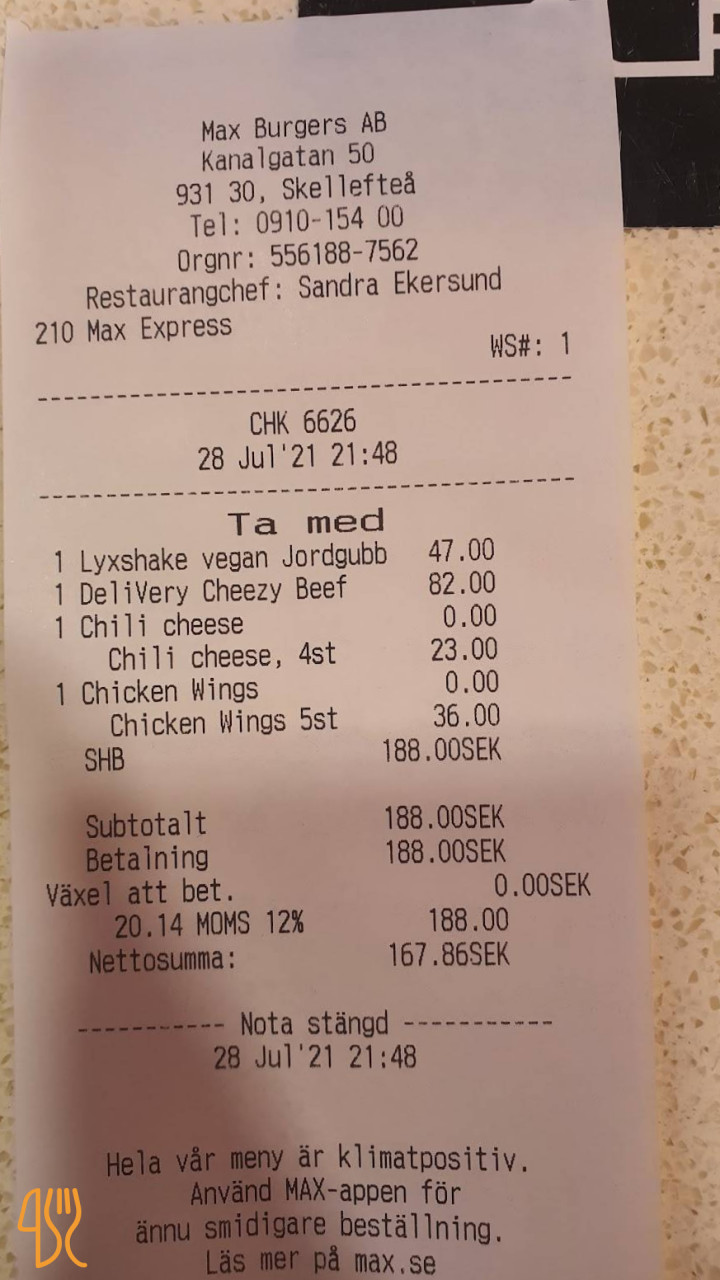 Max Burgers AB
Kanalgatan 50
931 30, Skellefteå
Tel: 0910-154 00
Orgnr: 556188-7562
Restaurangchef: Sandra Ekersund
210 Max Express
WS#: 1
CHK 6626
28 Jul'21 21:48
Ta med
1 Lyxshake vegan Jordgubb 47.00
1 DeliVery Cheezy Beef 82.00
1 Chili cheese 0.00
Chili cheese, 4st 23.00
1 Chicken Wings 0.00
Chicken Wings 5st 36.00
SHB 188.00SEK
Subtotalt 188.00SEK
Betalning 188.00SEK
Växel att bet. 0.00SEK
20.14 MOMS 12% 188.00
Nettosumma: 167.86SEK
----------- Nota stängd -----------
28 Jul'21 21:48
Hela vår meny är klimatpositiv.
Använd MAX-appen för
ännu smidigare beställning.
Läs mer på max.se